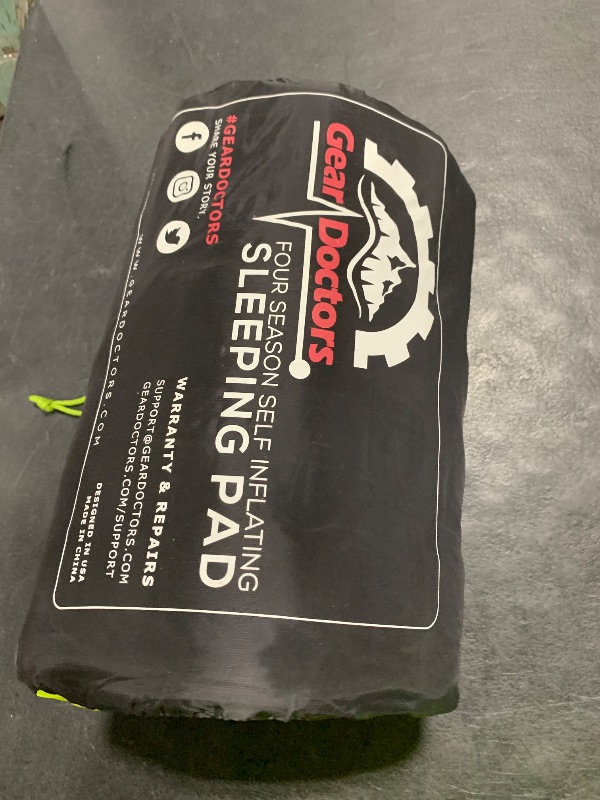 Gear Doctors
FOUR SEASON SELF INFLATING
SLEEPING PAD
#GEARDOCTORS
SHARE YOUR STORY.
WARRANTY & REPAIRS
SUPPORT@GEARDOCTORS.COM
GEARDOCTORS.COM/SUPPORT
WWW.GEARDOCTORS.COM
DESIGNED IN USA
MADE IN CHINA